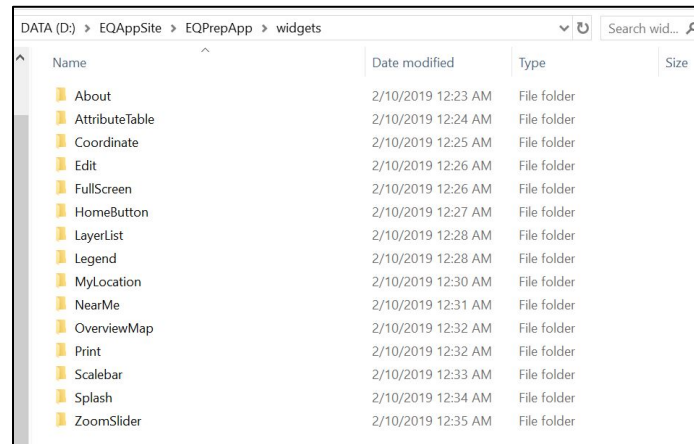 DATA (D:) > EQAppSite > EQPrepApp > widgets Search wid...
Name Date modified Type Size
About 2/10/2019 12:23 AM File folder
AttributeTable 2/10/2019 12:24 AM File folder
Coordinate 2/10/2019 12:25 AM File folder
Edit 2/10/2019 12:26 AM File folder
FullScreen 2/10/2019 12:26 AM File folder
HomeButton 2/10/2019 12:27 AM File folder
LayerList 2/10/2019 12:28 AM File folder
Legend 2/10/2019 12:28 AM File folder
MyLocation 2/10/2019 12:30 AM File folder
NearMe 2/10/2019 12:31 AM File folder
OverviewMap 2/10/2019 12:32 AM File folder
Print 2/10/2019 12:32 AM File folder
Scalebar 2/10/2019 12:33 AM File folder
Splash 2/10/2019 12:34 AM File folder
ZoomSlider 2/10/2019 12:35 AM File folder